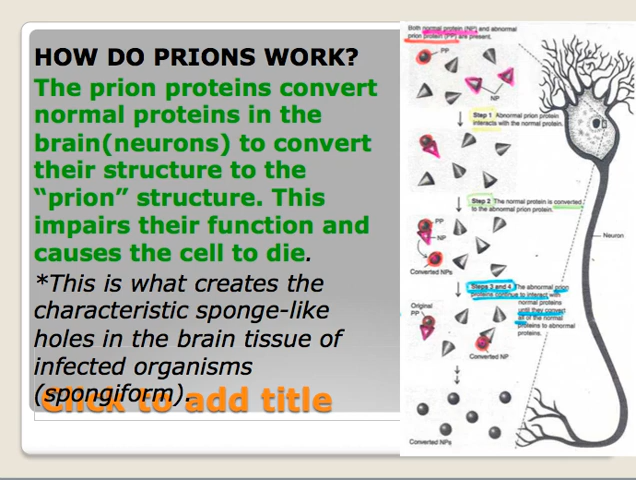 HOW DO PRIONS WORK?
The prion proteins convert
normal proteins in the
brain(neurons) to convert
their structure to the
“prion” structure. This
impairs their function and
causes the cell to die.
*This is what creates the
characteristic sponge-like
holes in the brain tissue of
infected organisms
(spongiform).
Click to add title
Both normal protein (NP) and abnormal
prion protein (PP) are present.
PP
NP
Step 1 Abnormal prion protein
interacts with the normal protein.
Step 2 The normal protein is converted
to the abnormal prion protein.
PP
NP
Converted NPs
Neuron
Steps 3 and 4 The abnormal prion
proteins continue to interact with
normal proteins
until they convert
all of the normal
proteins to abnormal
proteins.
Original
PP
Converted NP
Converted NPs